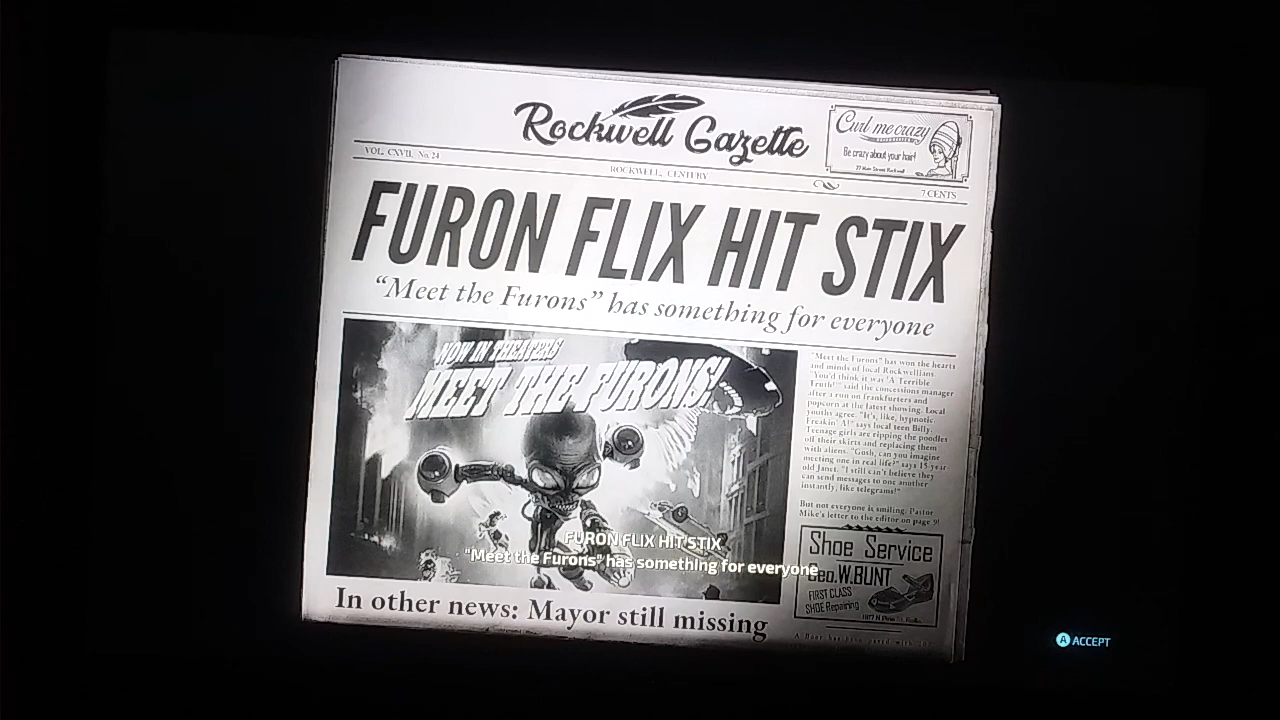 Rockwell Gazette
Curl me crazy
Be crazy about your hair!
77 Main Street Rockwell
VOL. CXVII, No. 24
ROCKWELL, CENTURY
7 CENTS
FURON FLIX HIT STIX
“Meet the Furons” has something for everyone
NOW IN THEATERS
MEET THE FURONS!
"Meet the Furons" has won the hearts
and minds of local Rockwellians.
"You'd think it was 'A Terrible
Truth!'" said the concessions manager
after a run on frankfurters and
popcorn at the latest showing. Local
youths agree. "It's, like, hypnotic.
Freakin' A!" says local teen Billy.
Teenage girls are ripping the poodles
off their skirts and replacing them
with aliens. "Gosh, can you imagine
meeting one in real life?" says 15-year
old Janet. "I still can't believe they
can send messages to one another
instantly, like telegrams!"
But not everyone is smiling. Pastor
Mike's letter to the editor on page 9!
FURON FLIX HIT STIX
"Meet the Furons" has something for everyone
Shoe Service
Geo.W.BUNT
FIRST CLASS
SHOE Repairing
In other news: Mayor still missing
A ACCEPT